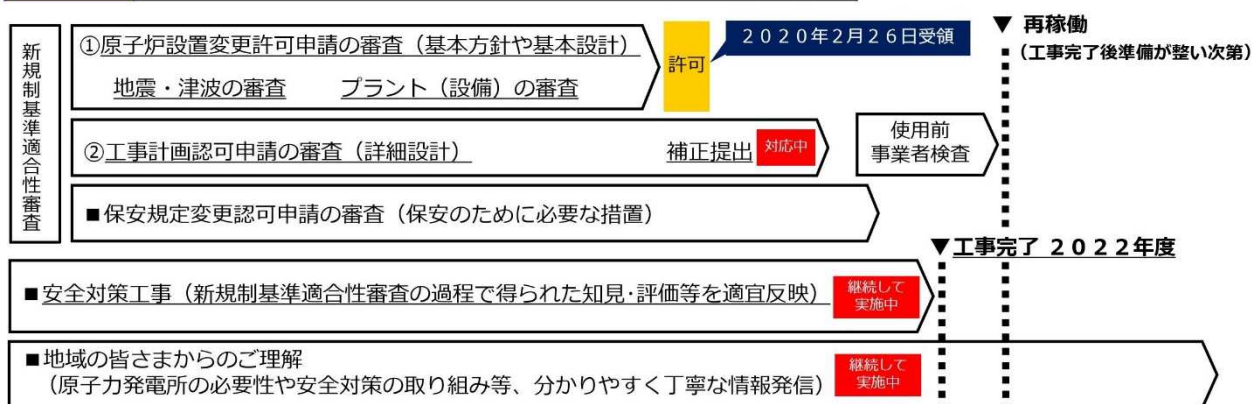 新規制基準適合性審査
①原子炉設置変更許可申請の審査（基本方針や基本設計）
地震・津波の審査　プラント（設備）の審査
許可
２０２０年２月26日受領
▼ 再稼働
（工事完了後準備が整い次第）
②工事計画認可申請の審査（詳細設計）　補正提出 対応中
使用前
事業者検査
■保安規定変更認可申請の審査（保安のために必要な措置）
▼工事完了 ２０２２年度
■安全対策工事（新規制基準適合性審査の過程で得られた知見･評価等を適宜反映）
継続して
実施中
■地域の皆さまからのご理解
（原子力発電所の必要性や安全対策の取り組み等、分かりやすく丁寧な情報発信）
継続して
実施中